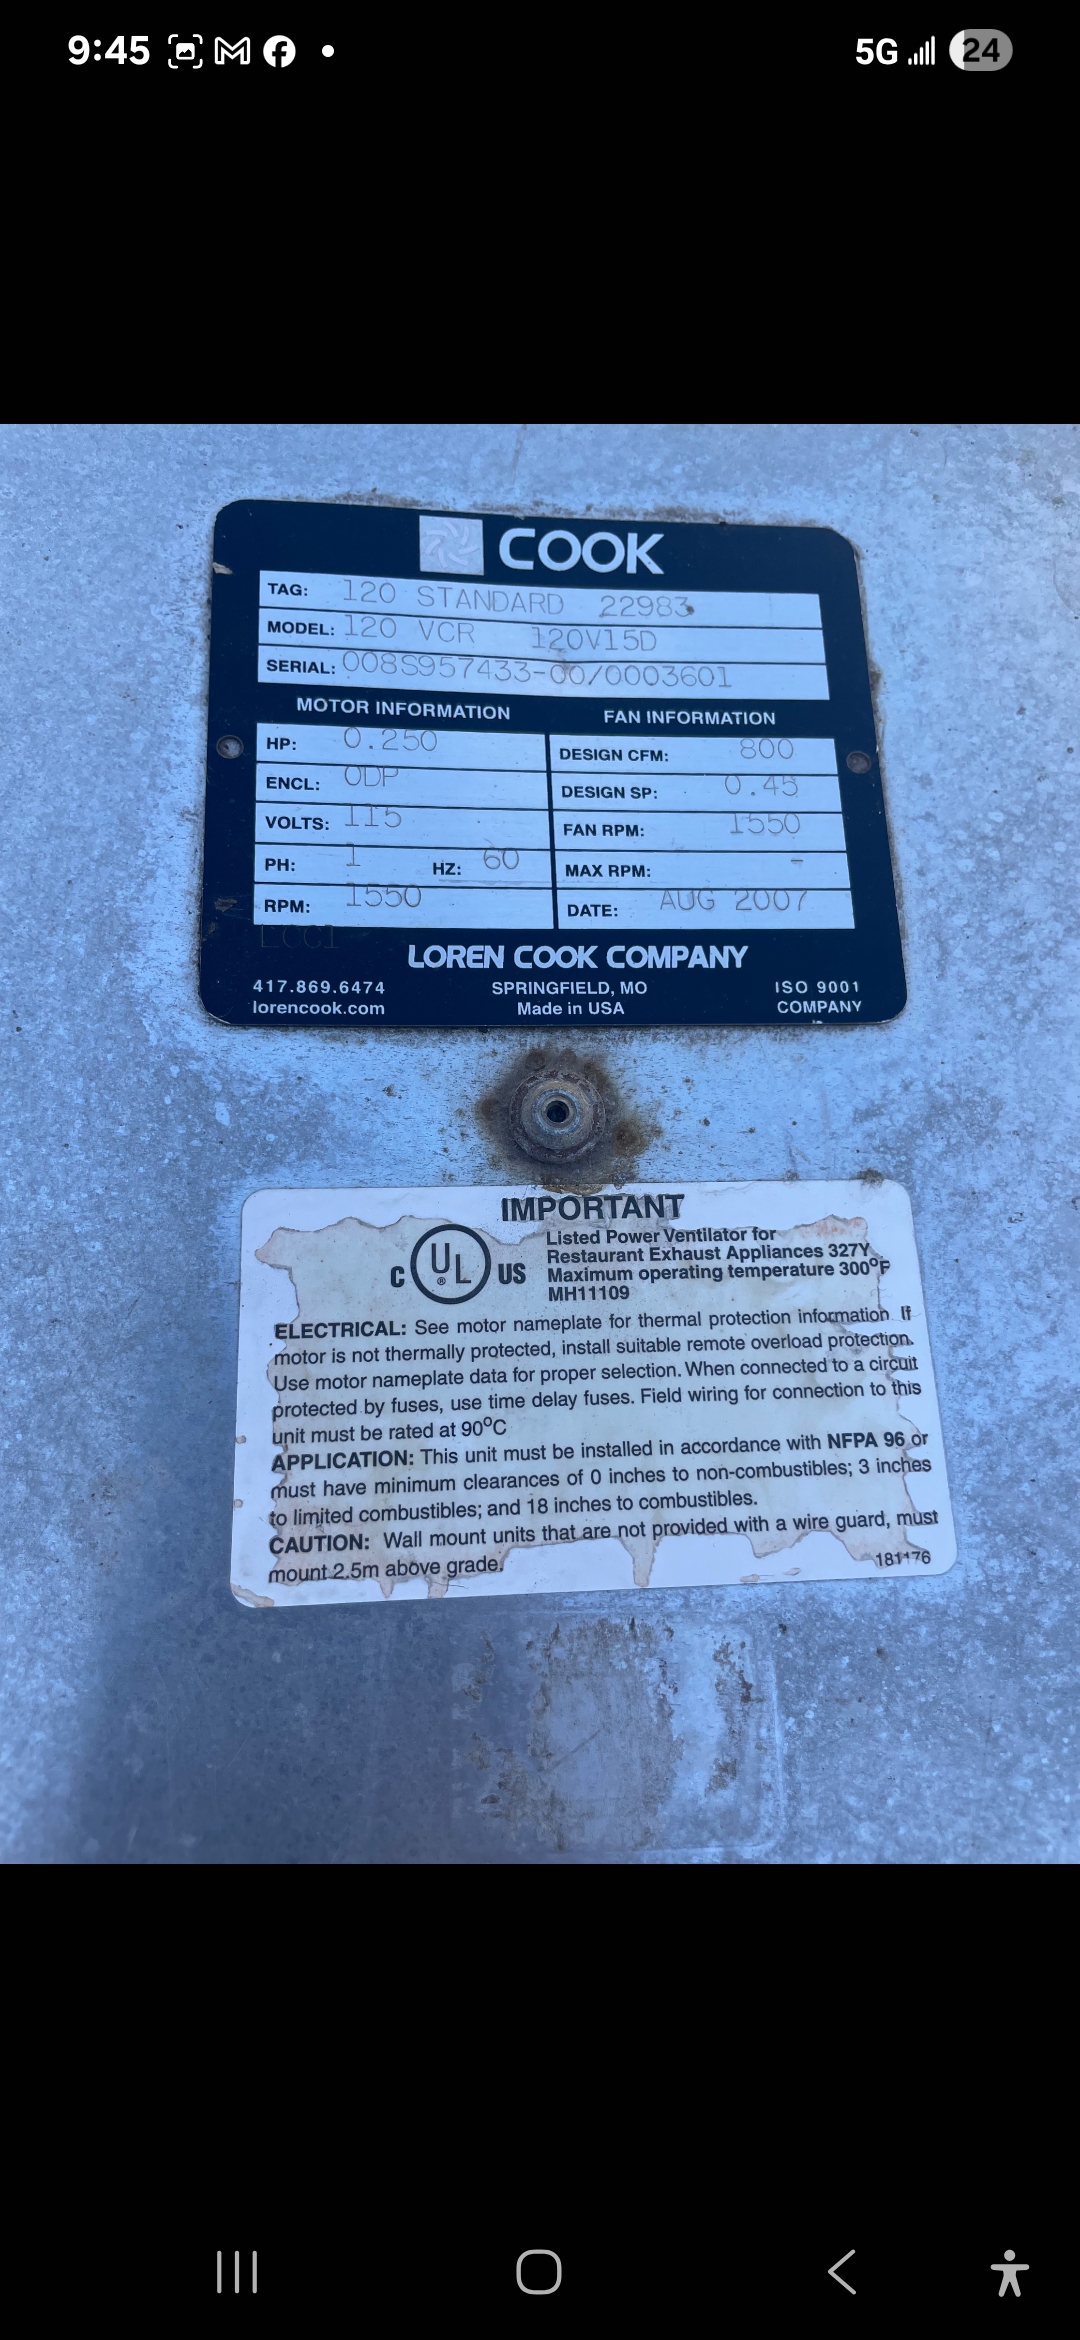 9:45
5G 24
COOK
TAG: 120 STANDARD 22983
MODEL: 120 VCR 120V15D
SERIAL: 008S957433-00/0003601
MOTOR INFORMATION FAN INFORMATION
HP: 0.250 DESIGN CFM: 800
ENCL: ODP DESIGN SP: 0.45
VOLTS: 115 FAN RPM: 1550
PH: 1 HZ: 60 MAX RPM: -
RPM: 1550 DATE: AUG 2007
LCC1
LOREN COOK COMPANY
417.869.6474 SPRINGFIELD, MO ISO 9001
lorencook.com Made in USA COMPANY
IMPORTANT
C UL ® US
Listed Power Ventilator for
Restaurant Exhaust Appliances 327Y
Maximum operating temperature 300°F
MH11109
ELECTRICAL: See motor nameplate for thermal protection information. If
motor is not thermally protected, install suitable remote overload protection.
Use motor nameplate data for proper selection. When connected to a circuit
protected by fuses, use time delay fuses. Field wiring for connection to this
unit must be rated at 90°C
APPLICATION: This unit must be installed in accordance with NFPA 96 or
must have minimum clearances of 0 inches to non-combustibles; 3 inches
to limited combustibles; and 18 inches to combustibles.
CAUTION: Wall mount units that are not provided with a wire guard, must
mount 2.5m above grade.
181176